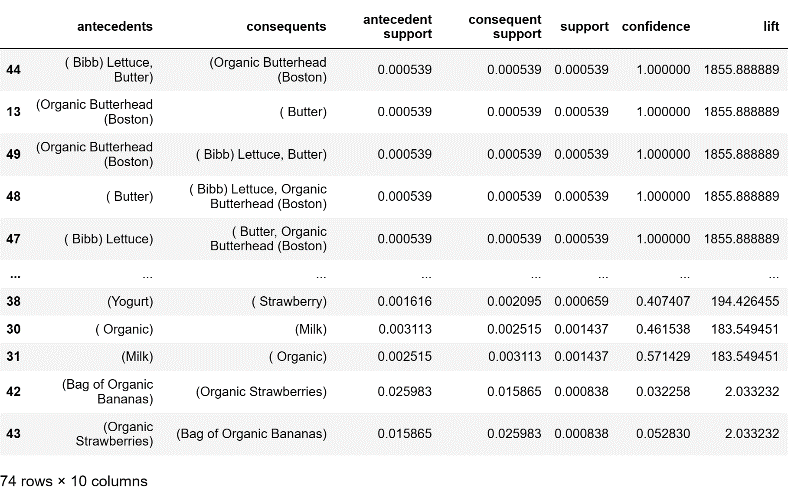 antecedents consequents antecedent support consequent support support confidence lift
44 ( Bibb) Lettuce, Butter) (Organic Butterhead (Boston) 0.000539 0.000539 0.000539 1.000000 1855.888889
13 (Organic Butterhead (Boston) ( Butter) 0.000539 0.000539 0.000539 1.000000 1855.888889
49 (Organic Butterhead (Boston) ( Bibb) Lettuce, Butter) 0.000539 0.000539 0.000539 1.000000 1855.888889
48 ( Butter) ( Bibb) Lettuce, Organic Butterhead (Boston) 0.000539 0.000539 0.000539 1.000000 1855.888889
47 ( Bibb) Lettuce) ( Butter, Organic Butterhead (Boston) 0.000539 0.000539 0.000539 1.000000 1855.888889
... ... ... ... ... ... ... ...
38 (Yogurt) ( Strawberry) 0.001616 0.002095 0.000659 0.407407 194.426455
30 ( Organic) (Milk) 0.003113 0.002515 0.001437 0.461538 183.549451
31 (Milk) ( Organic) 0.002515 0.003113 0.001437 0.571429 183.549451
42 (Bag of Organic Bananas) (Organic Strawberries) 0.025983 0.015865 0.000838 0.032258 2.033232
43 (Organic Strawberries) (Bag of Organic Bananas) 0.015865 0.025983 0.000838 0.052830 2.033232
74 rows × 10 columns